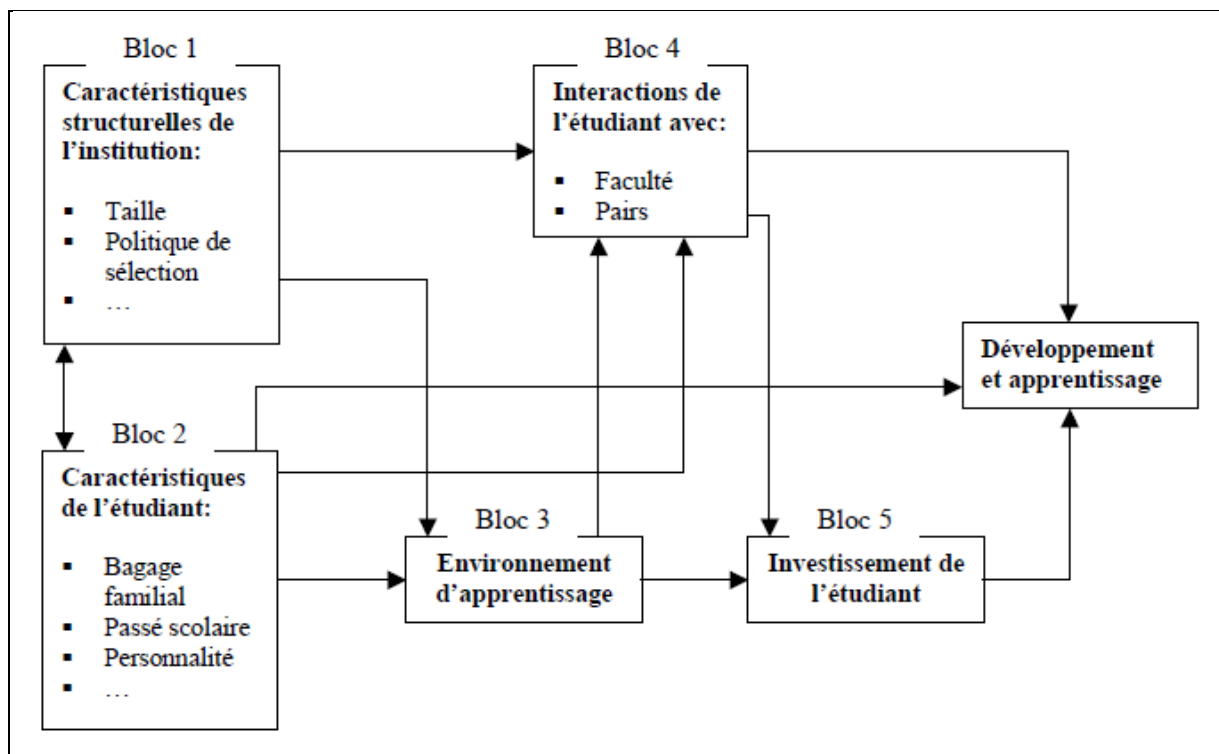 Bloc 1
Caractéristiques
structurelles de
l’institution:
▪ Taille
▪ Politique de
sélection
▪ …
Bloc 4
Interactions de
l’étudiant avec:
▪ Faculté
▪ Pairs
Développement
et apprentissage
Bloc 2
Caractéristiques
de l’étudiant:
▪ Bagage
familial
▪ Passé scolaire
▪ Personnalité
▪ …
Bloc 3
Environnement
d’apprentissage
Bloc 5
Investissement de
l’étudiant